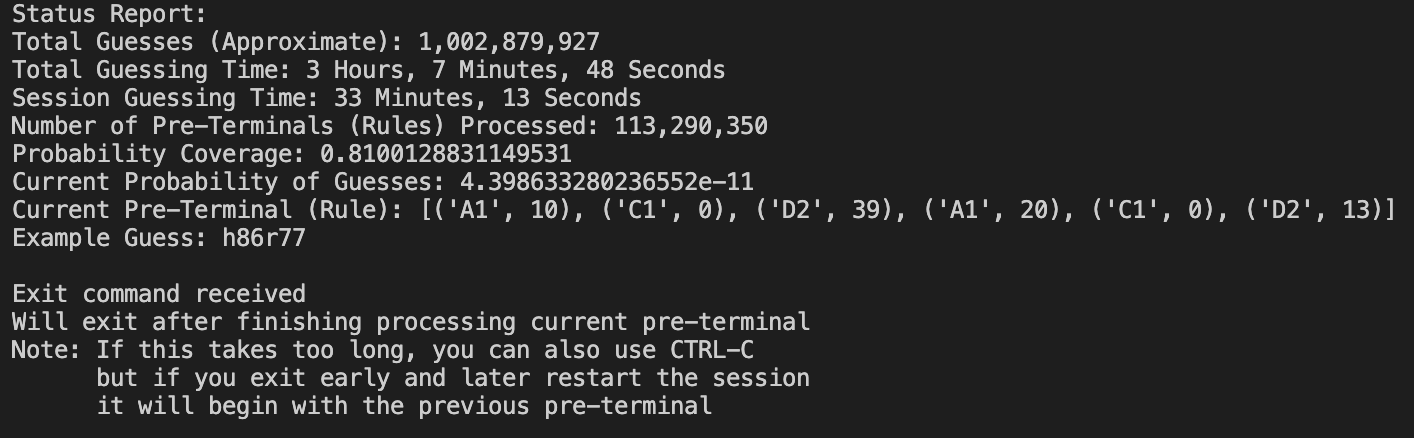 Status Report:
Total Guesses (Approximate): 1,002,879,927
Total Guessing Time: 3 Hours, 7 Minutes, 48 Seconds
Session Guessing Time: 33 Minutes, 13 Seconds
Number of Pre-Terminals (Rules) Processed: 113,290,350
Probability Coverage: 0.8100128831149531
Current Probability of Guesses: 4.398633280236552e-11
Current Pre-Terminal (Rule): [('A1', 10), ('C1', 0), ('D2', 39), ('A1', 20), ('C1', 0), ('D2', 13)]
Example Guess: h86r77
Exit command received
Will exit after finishing processing current pre-terminal
Note: If this takes too long, you can also use CTRL-C
but if you exit early and later restart the session
it will begin with the previous pre-terminal